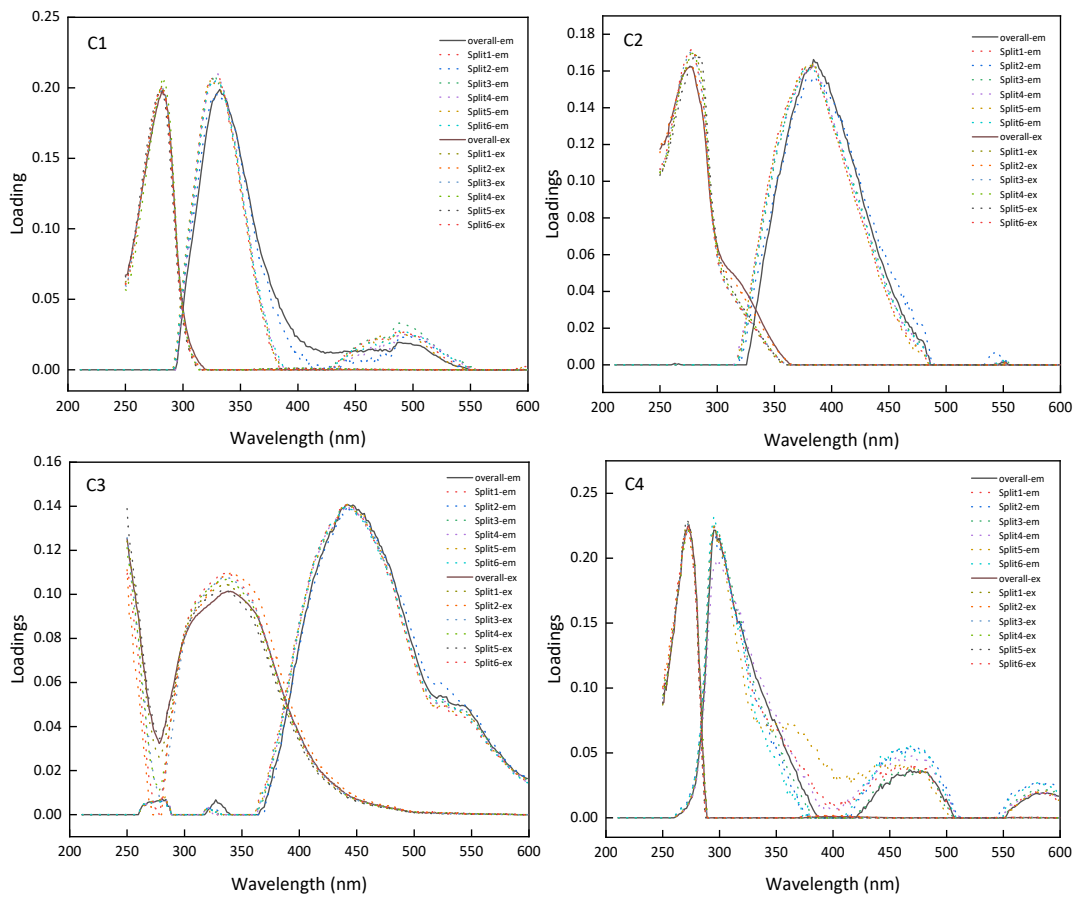 C1
Loading
0.25
0.20
0.15
0.10
0.05
0.00
200 250 300 350 400 450 500 550 600
Wavelength (nm)
overall-em
Split1-em
Split2-em
Split3-em
Split4-em
Split5-em
Split6-em
overall-ex
Split1-ex
Split2-ex
Split3-ex
Split4-ex
Split5-ex
Split6-ex
C2
Loadings
0.18
0.16
0.14
0.12
0.10
0.08
0.06
0.04
0.02
0.00
200 250 300 350 400 450 500 550 600
Wavelength (nm)
overall-em
Split1-em
Split2-em
Split3-em
Split4-em
Split5-em
Split6-em
overall-ex
Split1-ex
Split2-ex
Split3-ex
Split4-ex
Split5-ex
Split6-ex
C3
Loadings
0.16
0.14
0.12
0.10
0.08
0.06
0.04
0.02
0.00
200 250 300 350 400 450 500 550 600
Wavelength (nm)
overall-em
Split1-em
Split2-em
Split3-em
Split4-em
Split5-em
Split6-em
overall-ex
Split1-ex
Split2-ex
Split3-ex
Split4-ex
Split5-ex
Split6-ex
C4
Loadings
0.25
0.20
0.15
0.10
0.05
0.00
200 250 300 350 400 450 500 550 600
Wavelength (nm)
overall-em
Split1-em
Split2-em
Split3-em
Split4-em
Split5-em
Split6-em
overall-ex
Split1-ex
Split2-ex
Split3-ex
Split4-ex
Split5-ex
Split6-ex